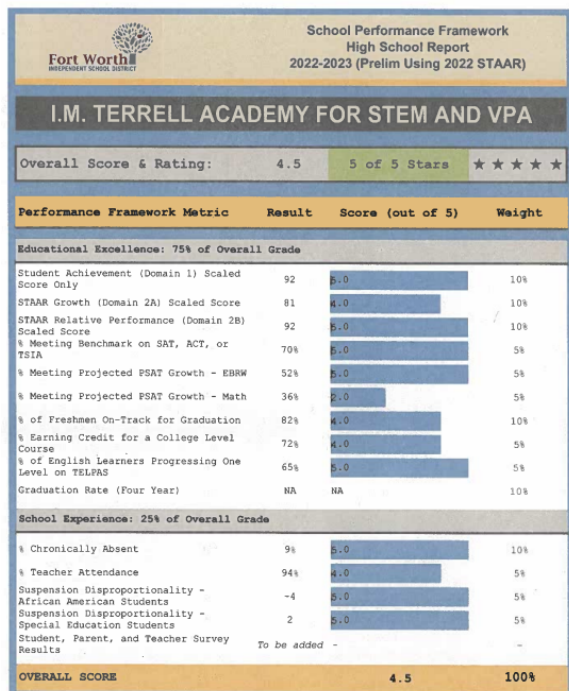 Fort Worth
INDEPENDENT SCHOOL DISTRICT
School Performance Framework
High School Report
2022-2023 (Prelim Using 2022 STAAR)
I.M. TERRELL ACADEMY FOR STEM AND VPA
Overall Score & Rating: 4.5 5 of 5 Stars ★ ★ ★ ★ ★
Performance Framework Metric Result Score (out of 5) Weight
Educational Excellence: 75% of Overall Grade
Student Achievement (Domain 1) Scaled
Score Only 92 5.0 10%
STAAR Growth (Domain 2A) Scaled Score 81 4.0 10%
STAAR Relative Performance (Domain 2B)
Scaled Score 92 5.0 10%
% Meeting Benchmark on SAT, ACT, or
TSIA 70% 5.0 5%
% Meeting Projected PSAT Growth - EBRW 52% 5.0 5%
% Meeting Projected PSAT Growth - Math 36% 2.0 5%
% of Freshmen On-Track for Graduation 82% 4.0 10%
% Earning Credit for a College Level
Course 72% 4.0 5%
% of English Learners Progressing One
Level on TELPAS 65% 5.0 5%
Graduation Rate (Four Year) NA NA 10%
School Experience: 25% of Overall Grade
% Chronically Absent 9% 5.0 10%
% Teacher Attendance 94% 4.0 5%
Suspension Disproportionality -
African American Students -4 5.0 5%
Suspension Disproportionality -
Special Education Students 2 5.0 5%
Student, Parent, and Teacher Survey
Results To be added - -
OVERALL SCORE 4.5 100%